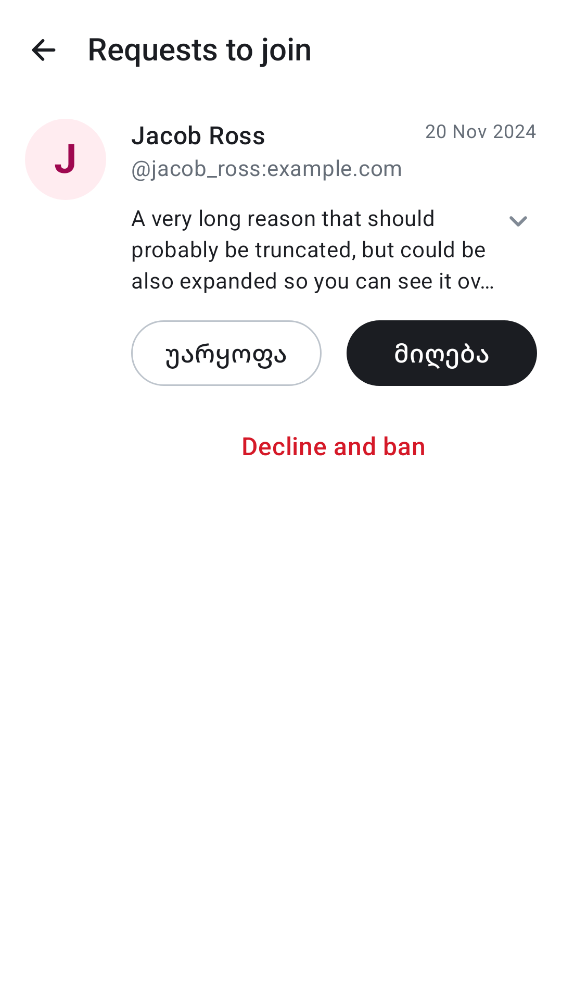 Requests to join
J
Jacob Ross
20 Nov 2024
@jacob_ross:example.com
A very long reason that should
probably be truncated, but could be
also expanded so you can see it ov…
უარყოფა
მიღება
Decline and ban